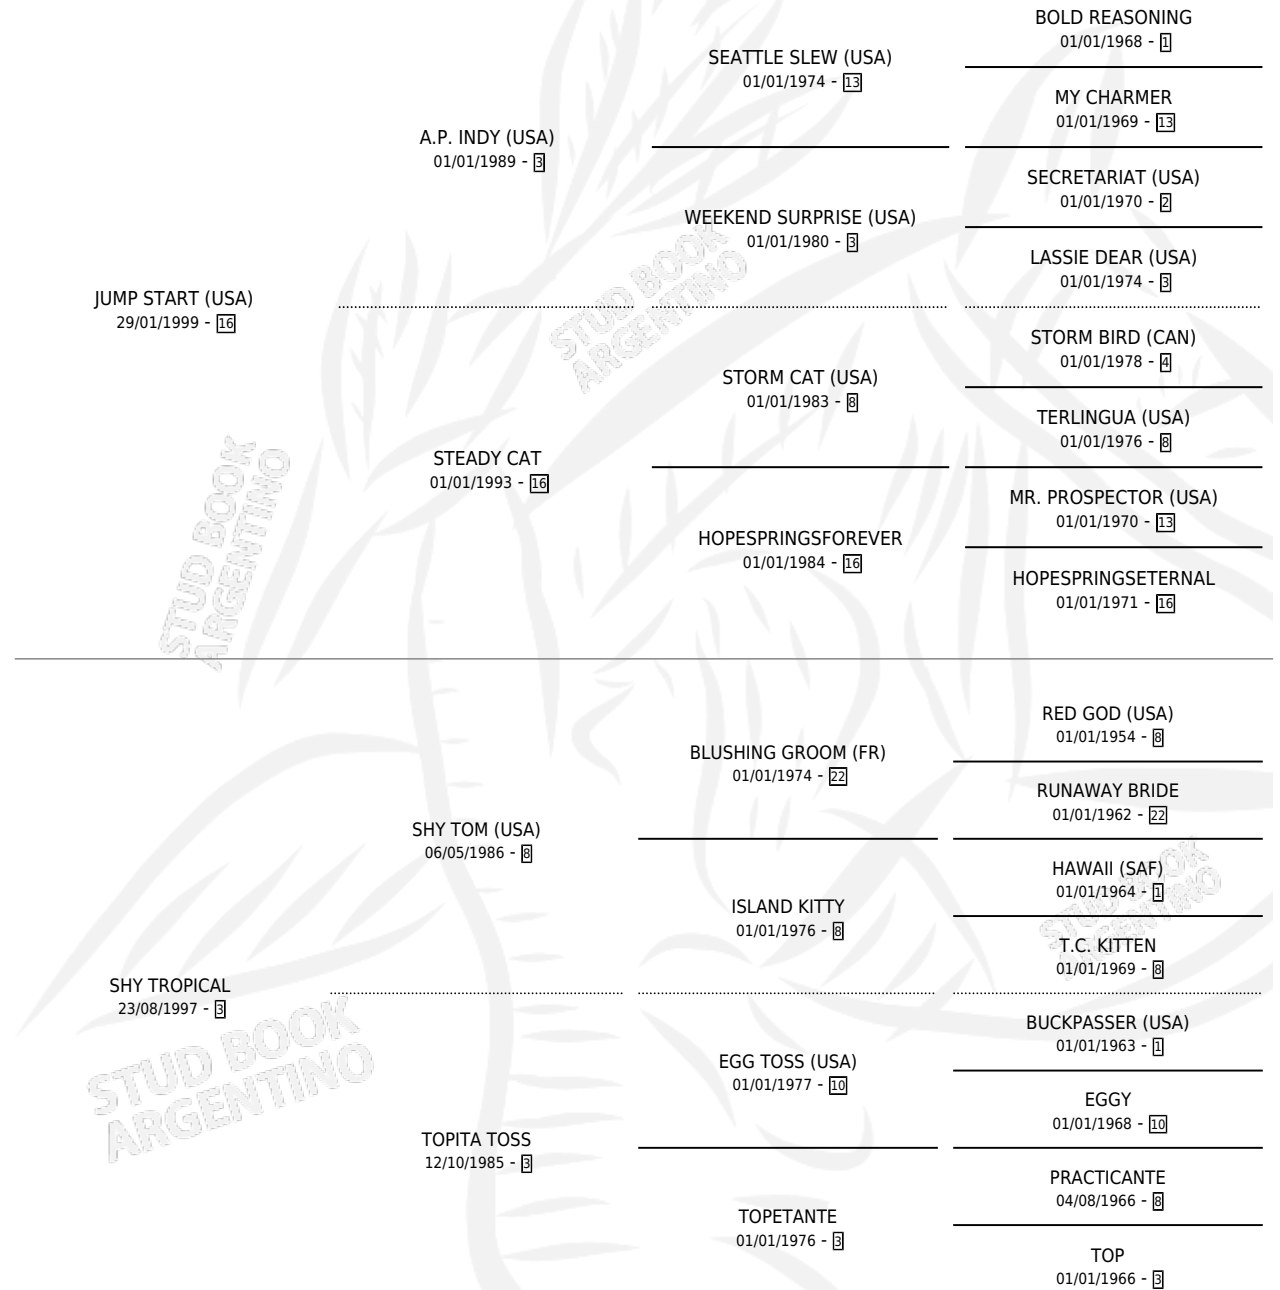 BOLD REASONING
01/01/1968 - 1
SEATTLE SLEW (USA)
01/01/1974 - 13
MY CHARMER
01/01/1969 - 13
A.P. INDY (USA)
01/01/1989 - 3
SECRETARIAT (USA)
01/01/1970 - 2
WEEKEND SURPRISE (USA)
01/01/1980 - 3
LASSIE DEAR (USA)
01/01/1974 - 3
JUMP START (USA)
29/01/1999 - 16
STORM BIRD (CAN)
01/01/1978 - 4
STORM CAT (USA)
01/01/1983 - 8
TERLINGUA (USA)
01/01/1976 - 8
STEADY CAT
01/01/1993 - 16
MR. PROSPECTOR (USA)
01/01/1970 - 13
HOPESPRINGSFOREVER
01/01/1984 - 16
HOPESPRINGSETERNAL
01/01/1971 - 16
RED GOD (USA)
01/01/1954 - 8
BLUSHING GROOM (FR)
01/01/1974 - 22
RUNAWAY BRIDE
01/01/1962 - 22
SHY TOM (USA)
06/05/1986 - 8
HAWAII (SAF)
01/01/1964 - 1
ISLAND KITTY
01/01/1976 - 8
T.C. KITTEN
01/01/1969 - 8
SHY TROPICAL
23/08/1997 - 3
BUCKPASSER (USA)
01/01/1963 - 1
EGG TOSS (USA)
01/01/1977 - 10
EGGY
01/01/1968 - 10
TOPITA TOSS
12/10/1985 - 3
PRACTICANTE
04/08/1966 - 8
TOPETANTE
01/01/1976 - 3
TOP
01/01/1966 - 3
STUD BOOK
ARGENTINO
STUD BOOK
ARGENTINO
STUD BOOK
ARGENTINO
STUD BOOK
ARGENTINO